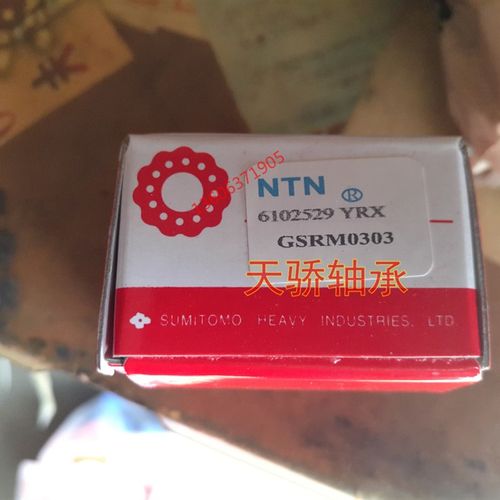 NTN ®
6102529 YRX
GSRM0303
天骄轴承
SUMITOMO HEAVY INDUSTRIES, LTD.